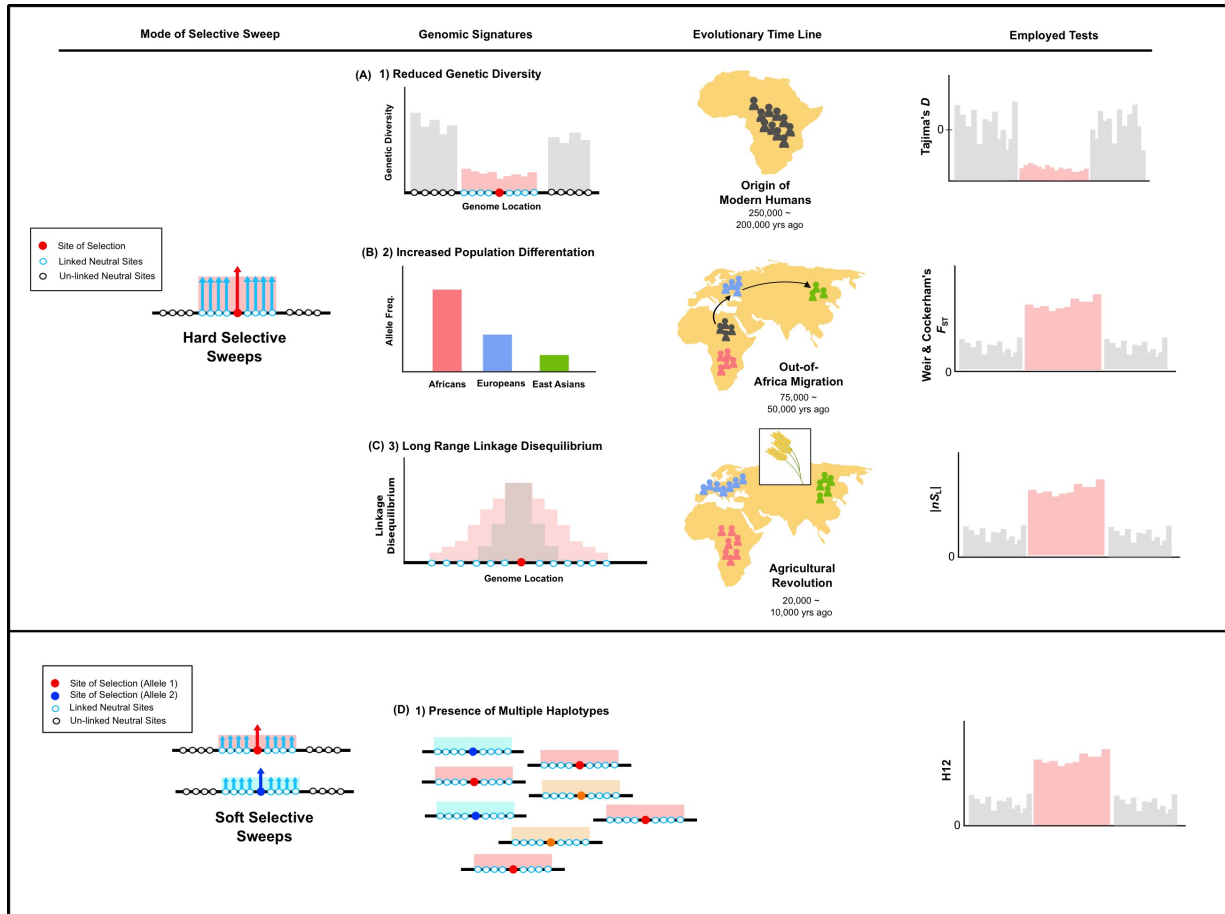 Mode of Selective Sweep
Genomic Signatures
Evolutionary Time Line
Employed Tests
(A) 1) Reduced Genetic Diversity
Genetic Diversity
Genome Location
Origin of
Modern Humans
250,000 ~
200,000 yrs ago
Tajima's D
0
Site of Selection
Linked Neutral Sites
Un-linked Neutral Sites
Hard Selective
Sweeps
(B) 2) Increased Population Differentation
Allele Freq.
Africans
Europeans
East Asians
Out-of-
Africa Migration
75,000 ~
50,000 yrs ago
Weir & Cockerham's
FST
0
(C) 3) Long Range Linkage Disequilibrium
Linkage
Disequilibrium
Genome Location
Agricultural
Revolution
20,000 ~
10,000 yrs ago
|nSL|
0
Site of Selection (Allele 1)
Site of Selection (Allele 2)
Linked Neutral Sites
Un-linked Neutral Sites
Soft Selective
Sweeps
(D) 1) Presence of Multiple Haplotypes
H12
0